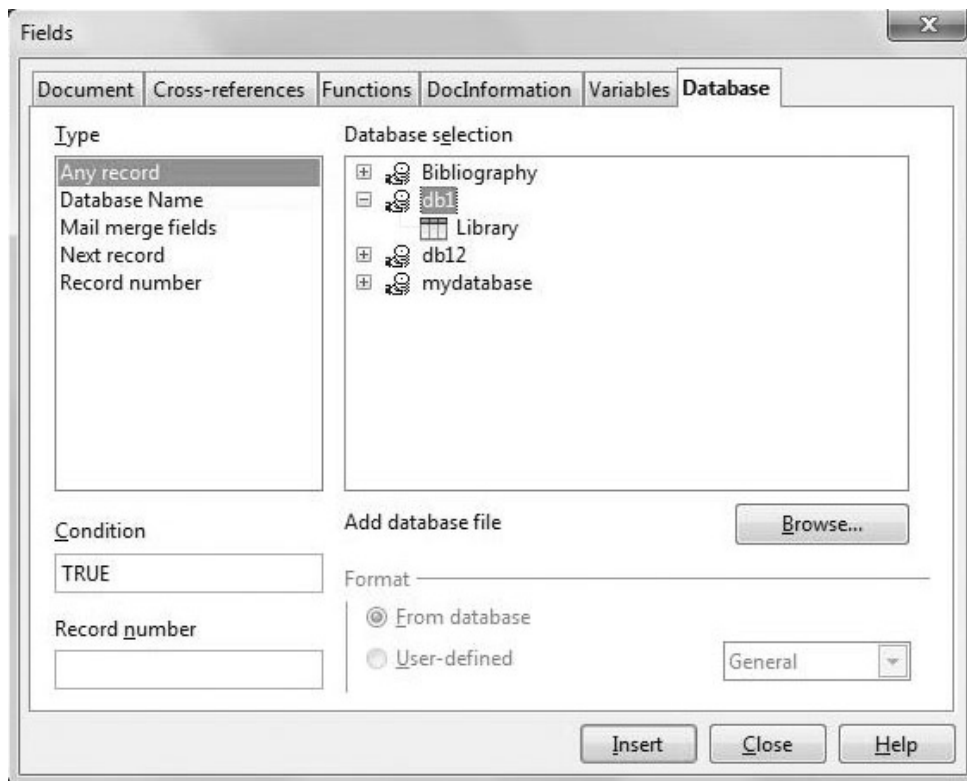 Fields
X
Document Cross-references Functions DocInformation Variables Database
Type
Any record
Database Name
Mail merge fields
Next record
Record number
Database selection
Bibliography
db1
Library
db12
mydatabase
Condition
TRUE
Record number
Add database file
Browse...
Format
From database
User-defined
General
Insert Close Help